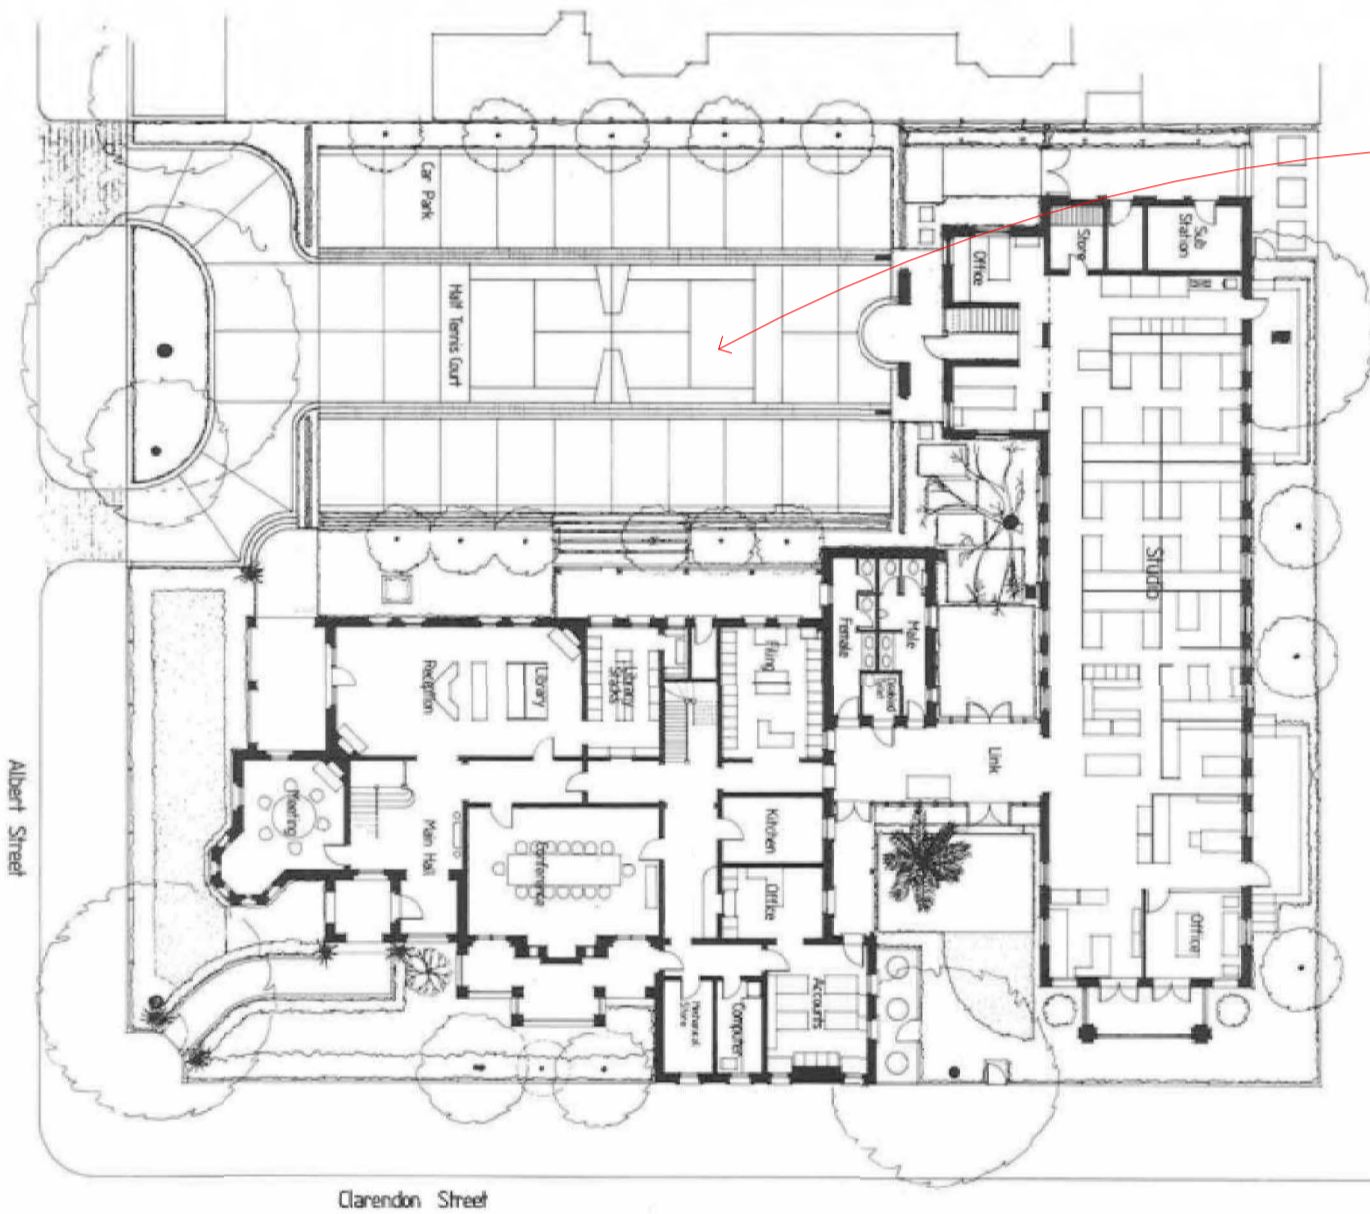 Car Park
Half Tennis Court
Office
Store
Sub
Station
Studio
Female
Male
Filing
Library
Stacks
Library
Reception
Link
Meeting
Main Hall
Conference
Kitchen
Office
Office
Accounts
Computer
Albert Street
Clarendon Street